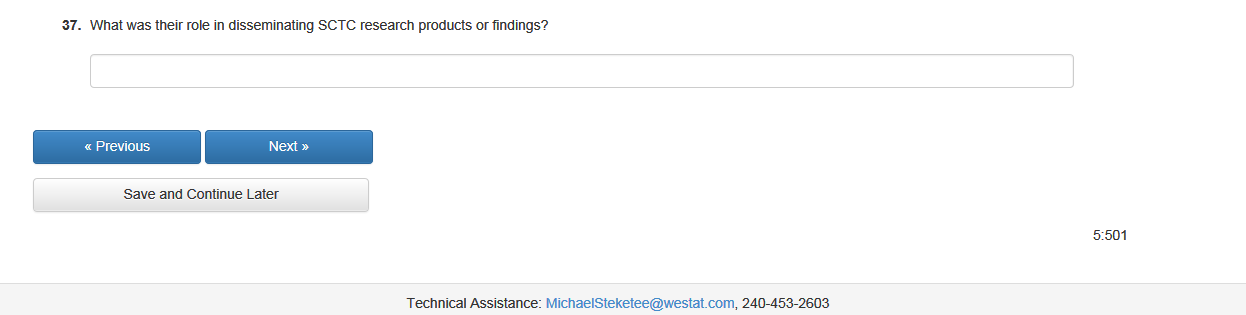 37. What was their role in disseminating SCTC research products or findings?
« Previous
Next »
Save and Continue Later
5:501
Technical Assistance: MichaelSteketee@westat.com, 240-453-2603